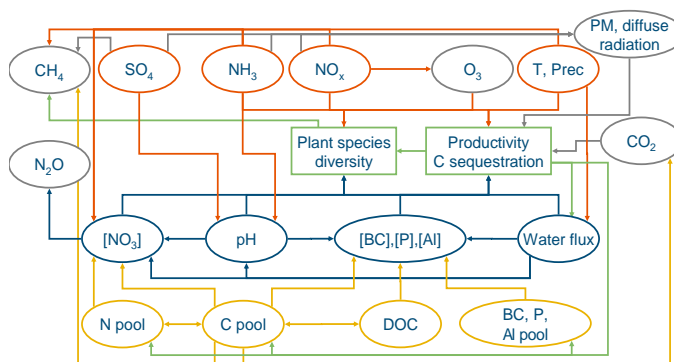 PM, diffuse
radiation
CH₄
SO₄
NH₃
NOₓ
O₃
T, Prec
Plant species
diversity
Productivity
C sequestration
CO₂
N₂O
[NO₃]
pH
[BC],[P],[Al]
Water flux
N pool
C pool
DOC
BC, P,
Al pool